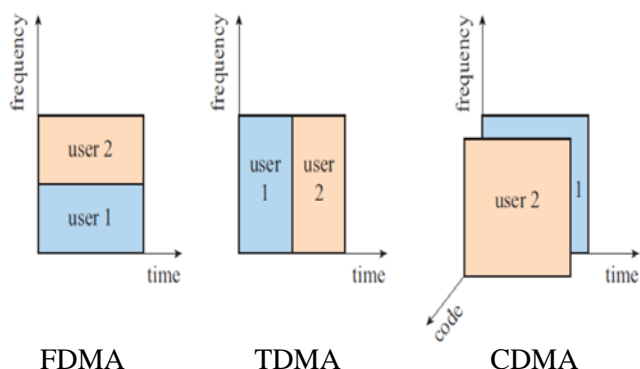 frequency
user 2
user 1
time
FDMA
frequency
user
1
user
2
time
TDMA
frequency
user 2
1
time
code
CDMA